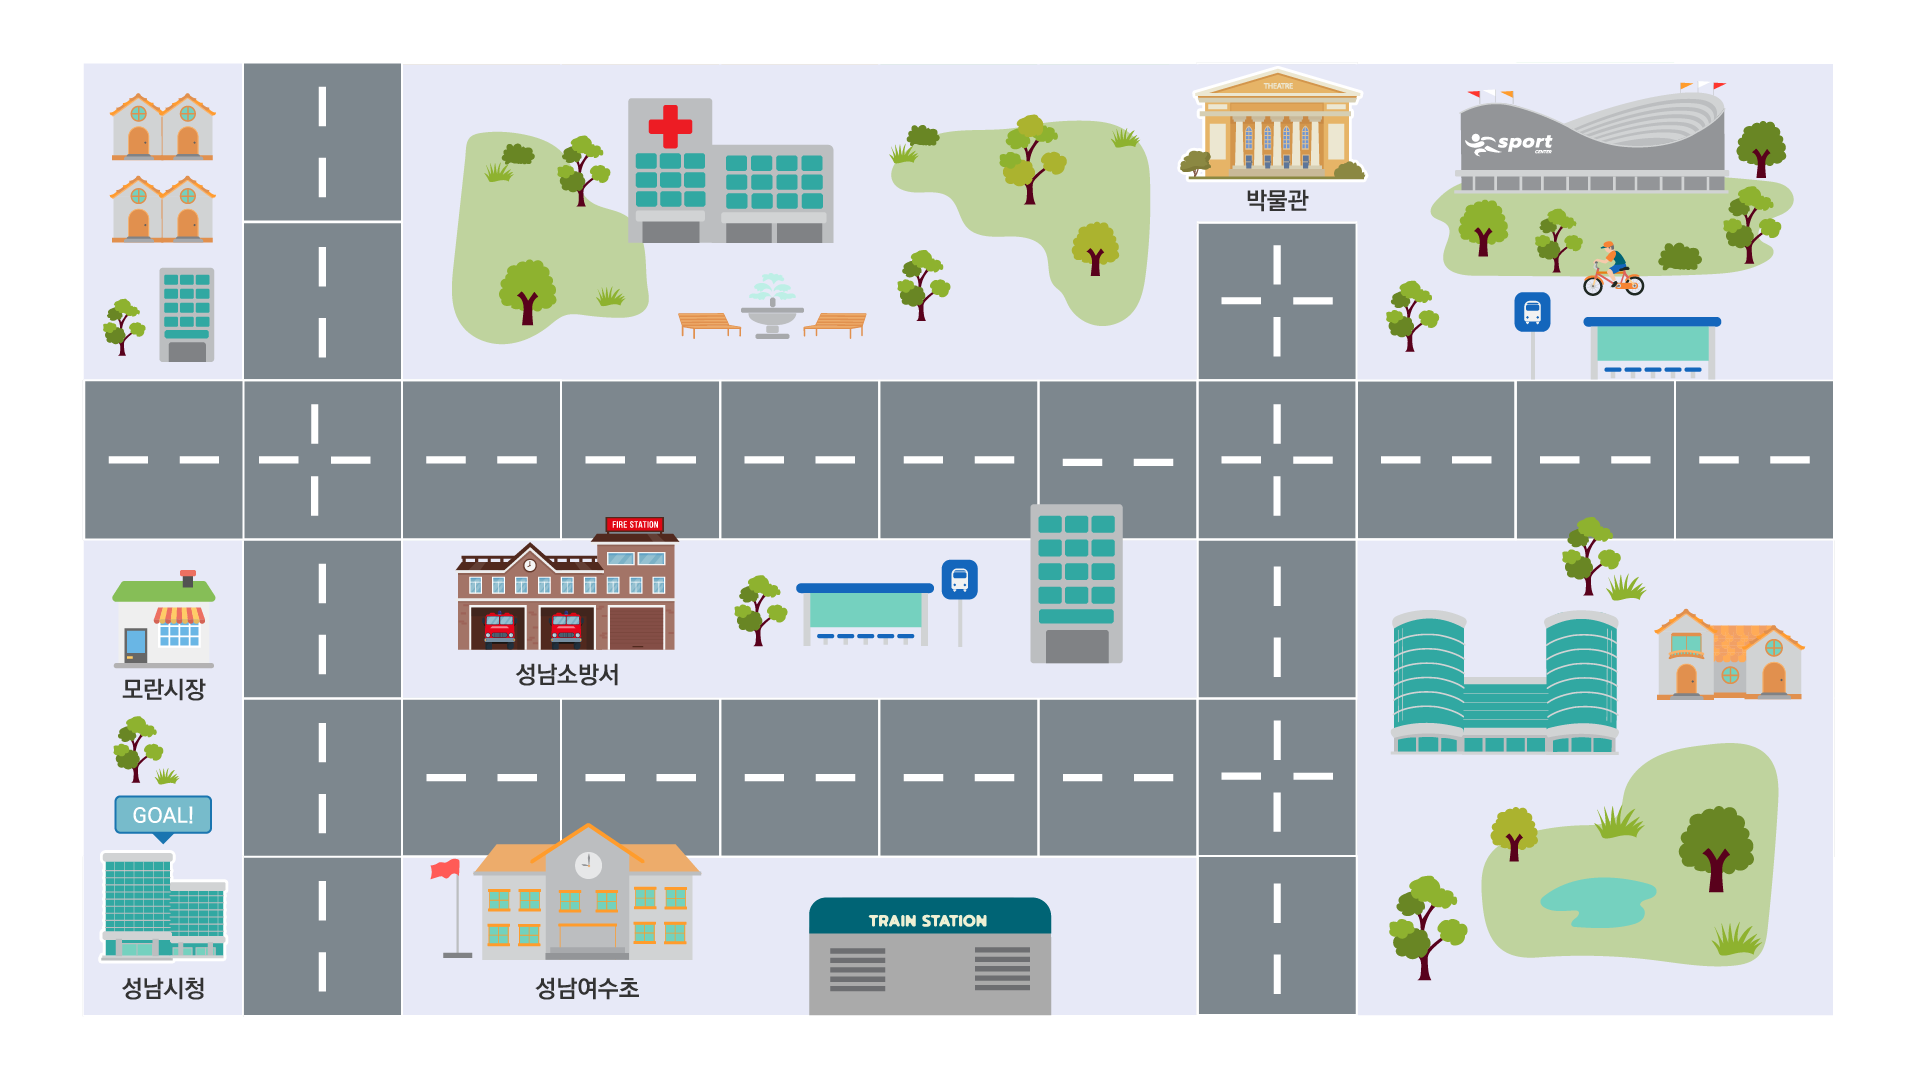 THEATRE
박물관
sport
CENTER
FIRE STATION
성남소방서
모란시장
GOAL!
성남시청
성남여수초
TRAIN STATION